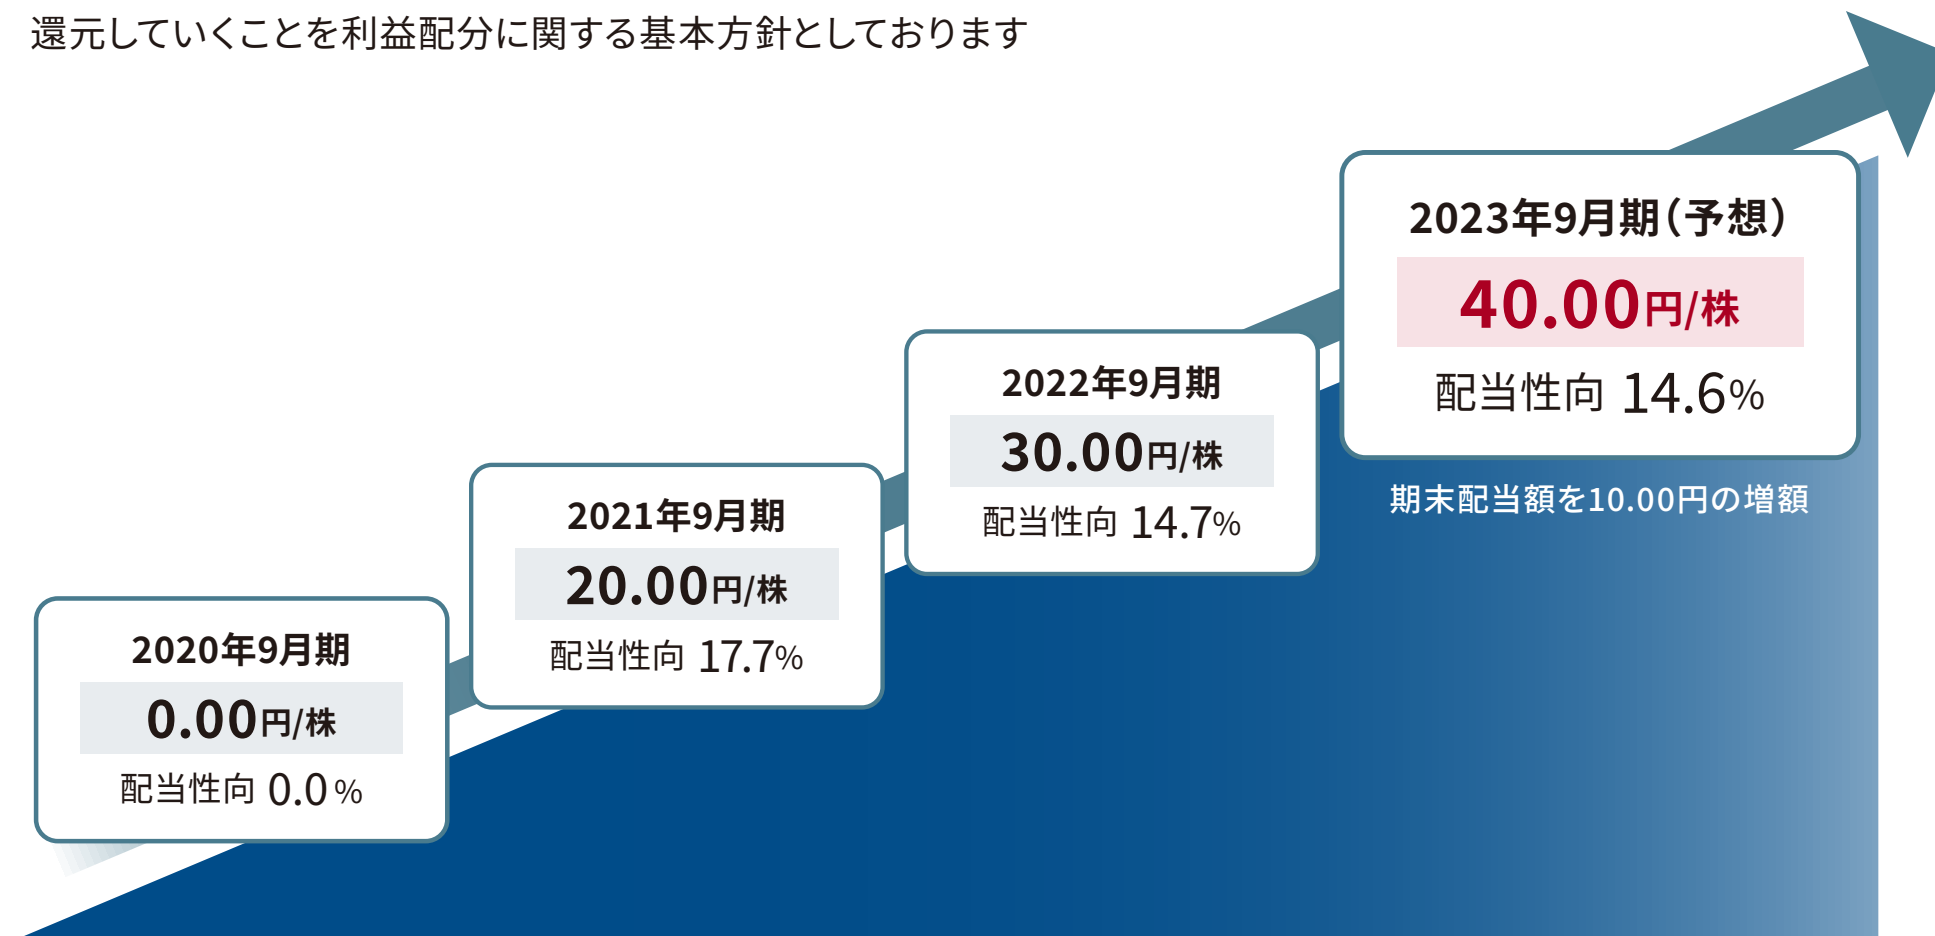 還元していくことを利益配分に関する基本方針としております
2020年9月期
0.00円/株
配当性向 0.0%
2021年9月期
20.00円/株
配当性向 17.7%
2022年9月期
30.00円/株
配当性向 14.7%
2023年9月期(予想)
40.00円/株
配当性向 14.6%
期末配当額を10.00円の増額